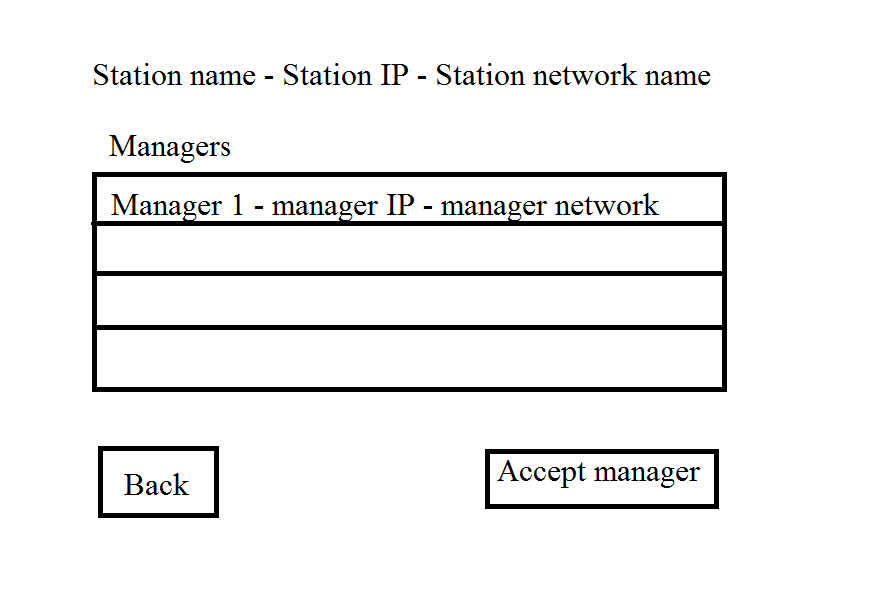 Station name - Station IP - Station network name
Managers
Manager 1 - manager IP - manager network
Back
Accept manager